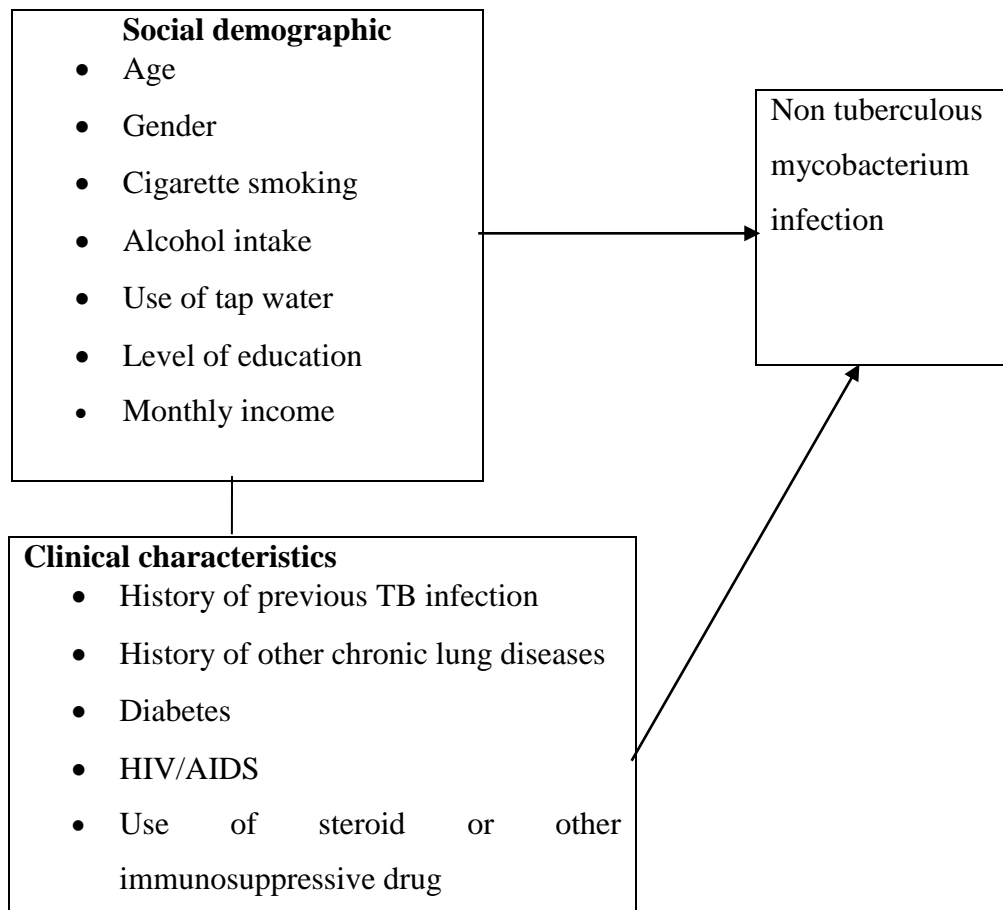 Social demographic
• Age
• Gender
• Cigarette smoking
• Alcohol intake
• Use of tap water
• Level of education
• Monthly income
Non tuberculous
mycobacterium
infection
Clinical characteristics
• History of previous TB infection
• History of other chronic lung diseases
• Diabetes
• HIV/AIDS
• Use of steroid or other
immunosuppressive drug